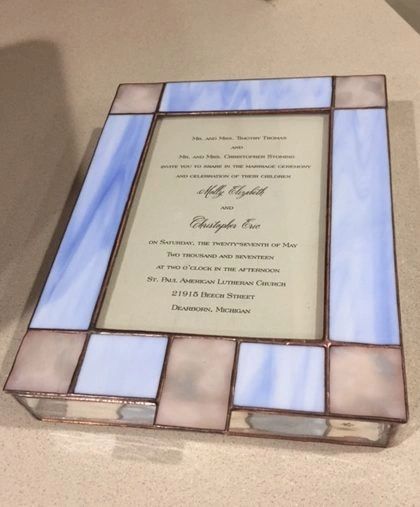 Mr. and Mrs. Timothy Thomas
and
Mr. and Mrs. Christopher Stoning
invite you to share in the marriage ceremony
and celebration of their children
Molly Elizabeth
and
Christopher Eric
on Saturday, the twenty-seventh of May
Two thousand and seventeen
at two o'clock in the afternoon
St. Paul American Lutheran Church
21915 Beech Street
Dearborn, Michigan